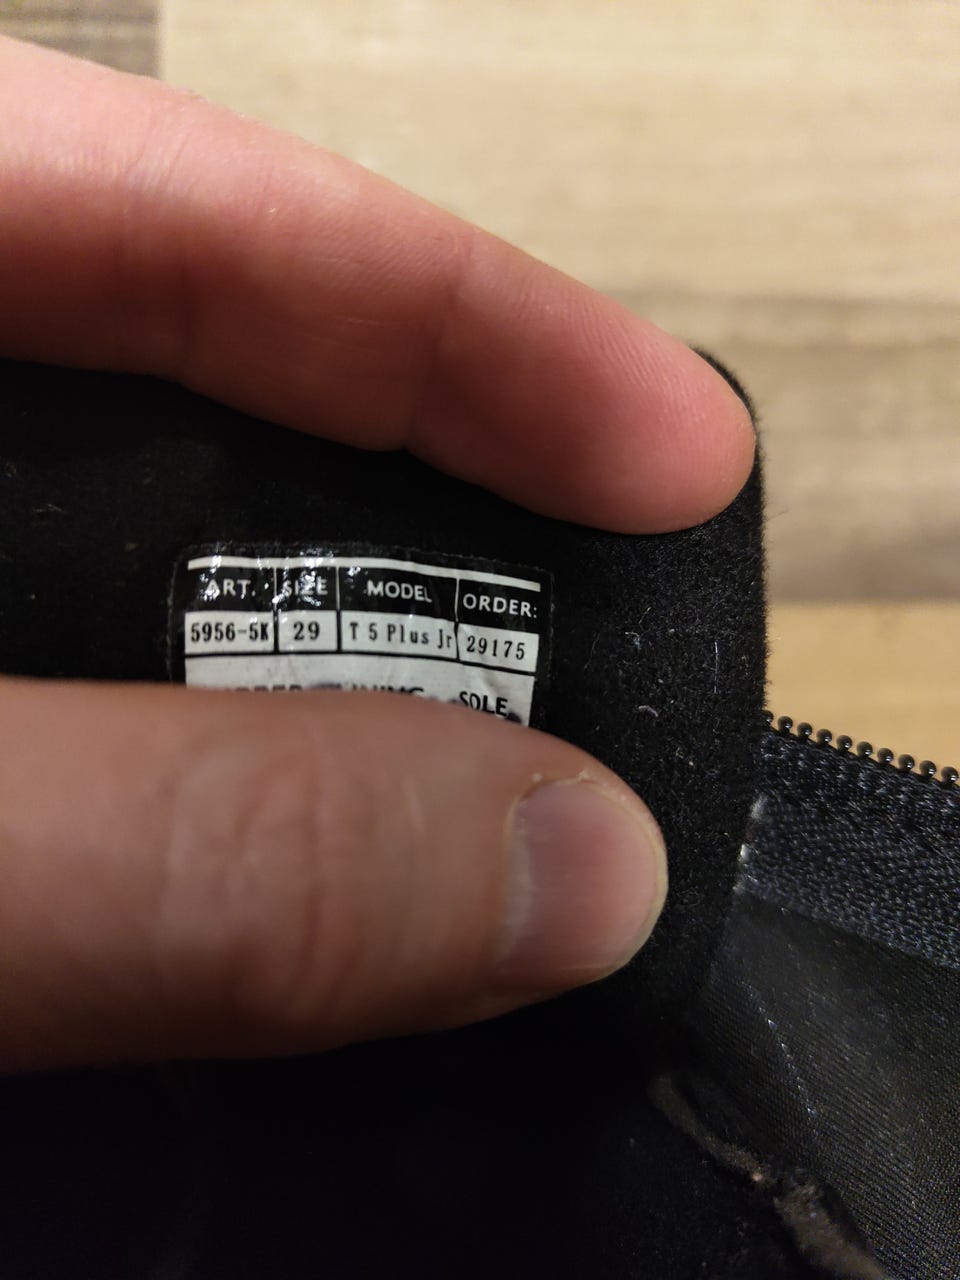 ART. SIZE MODEL ORDER:
5956-5K 29 T 5 Plus Jr 29175
SOLE